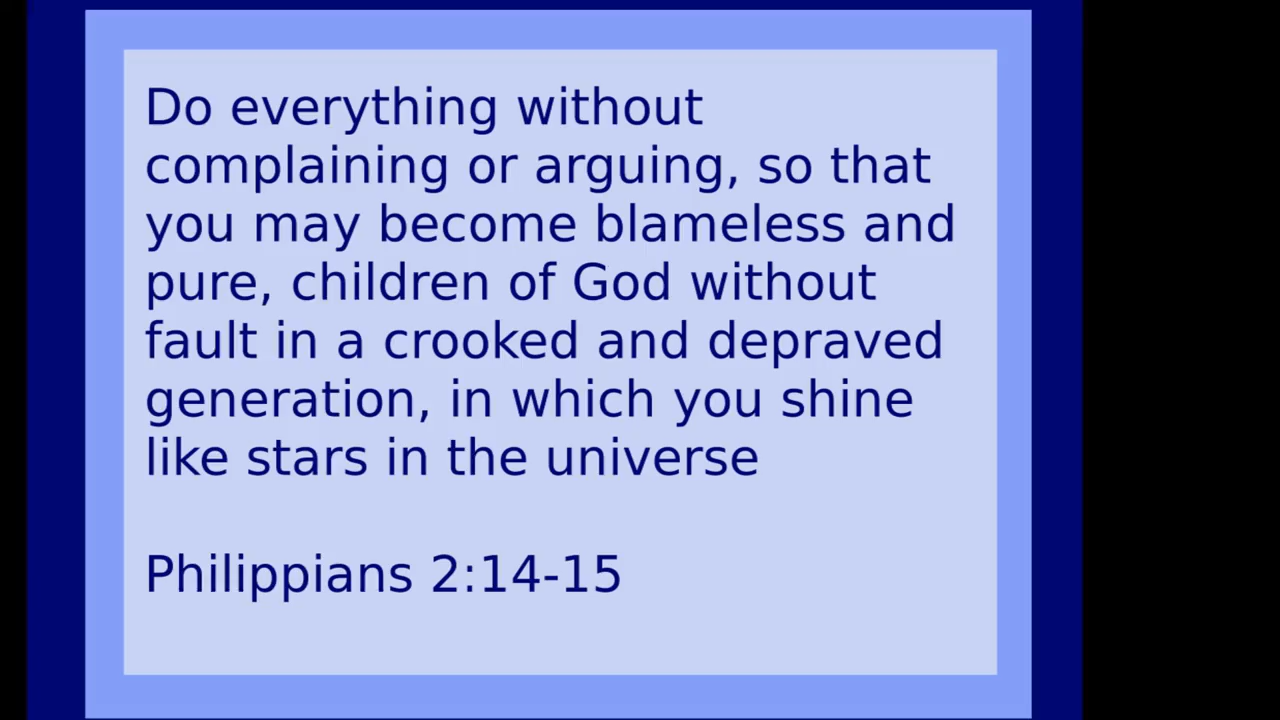 Do everything without
complaining or arguing, so that
you may become blameless and
pure, children of God without
fault in a crooked and depraved
generation, in which you shine
like stars in the universe
Philippians 2:14-15